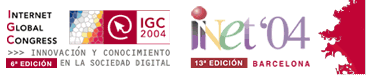 INTERNET
GLOBAL
CONGRESS
IGC
2004
>>> INNOVACIÓN Y CONOCIMIENTO
6ª EDICIÓN
EN LA SOCIEDAD DIGITAL
iNet '04
13ª EDICIÓN
BARCELONA